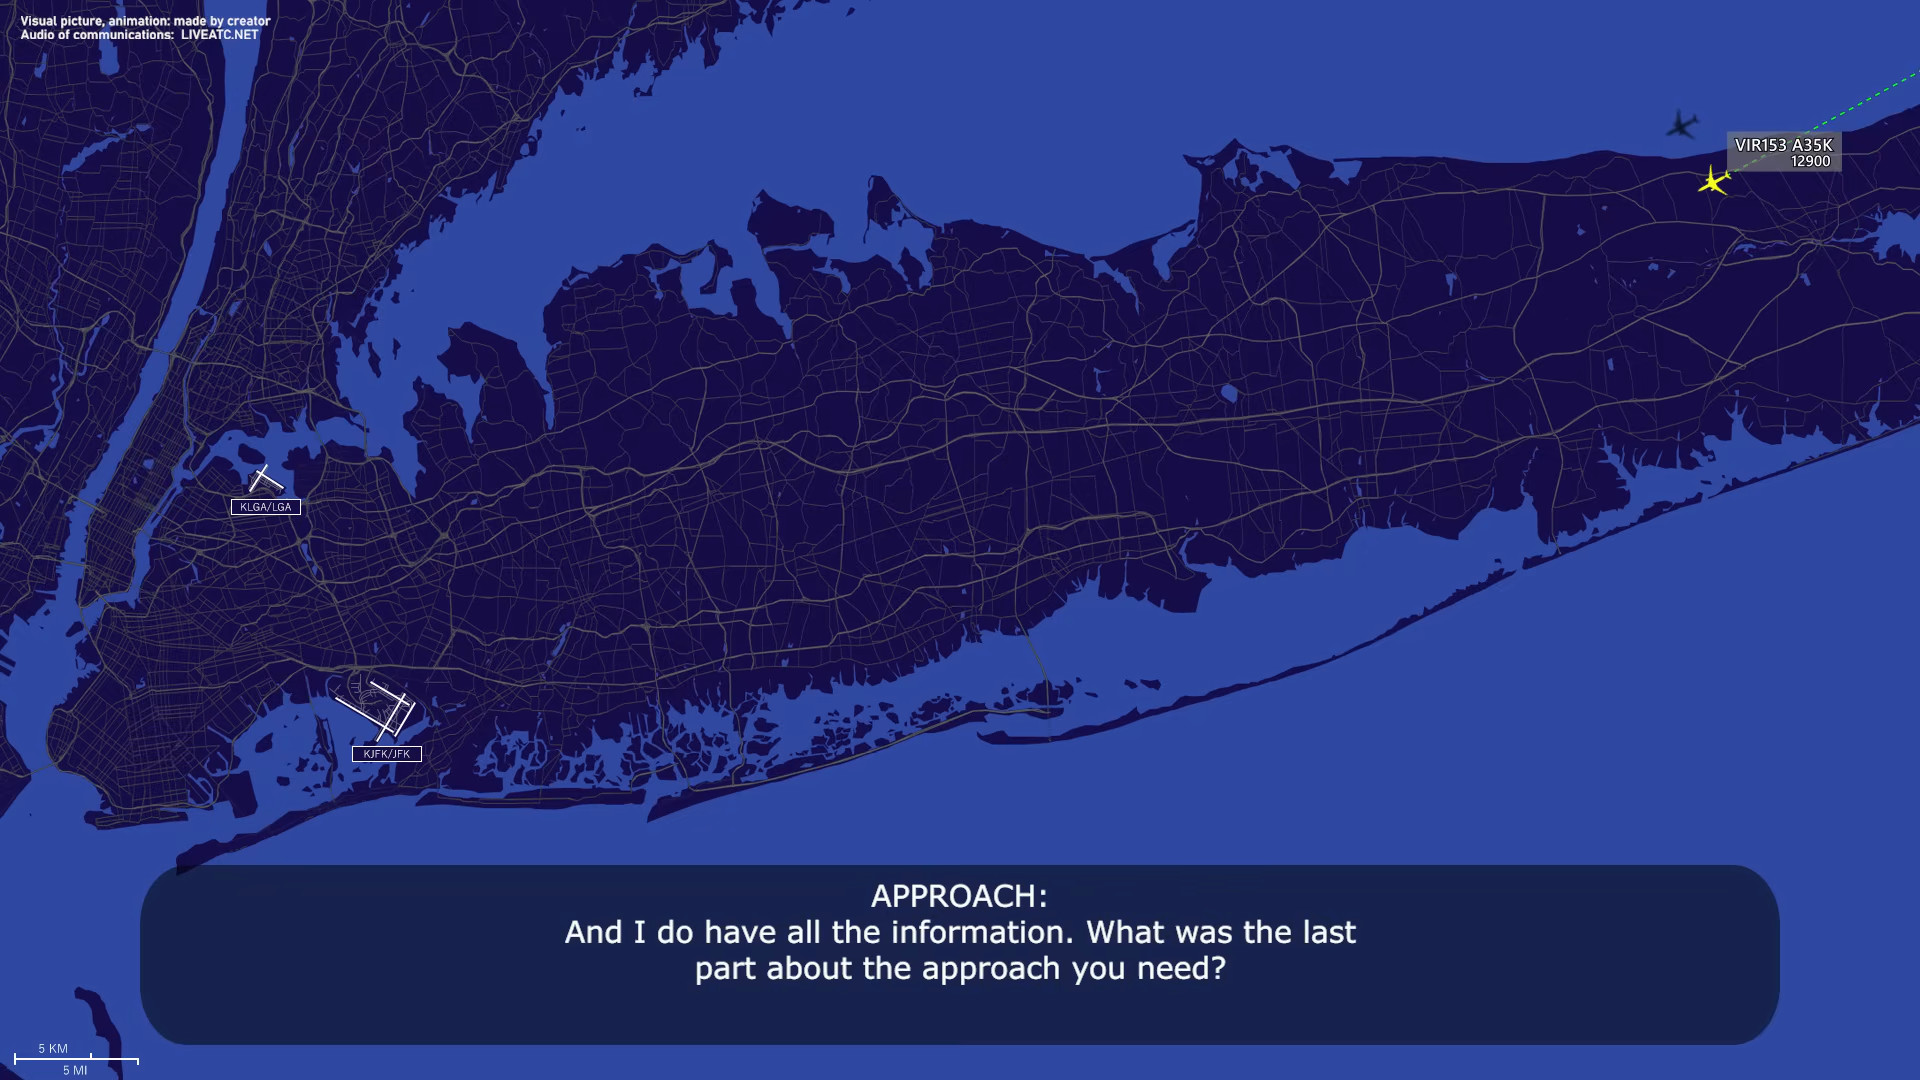 Visual picture, animation: made by creator
Audio of communications: LIVEATC.NET
VIR153 A35K
12900
KLGA/LGA
KJFK/JFK
APPROACH:
And I do have all the information. What was the last
part about the approach you need?
5 KM
5 MI